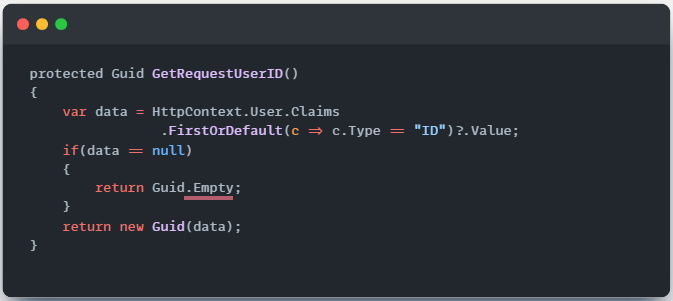 protected Guid GetRequestUserID()
{
    var data = HttpContext.User.Claims
                .FirstOrDefault(c => c.Type == "ID")?.Value;
    if(data == null)
    {
        return Guid.Empty;
    }
    return new Guid(data);
}